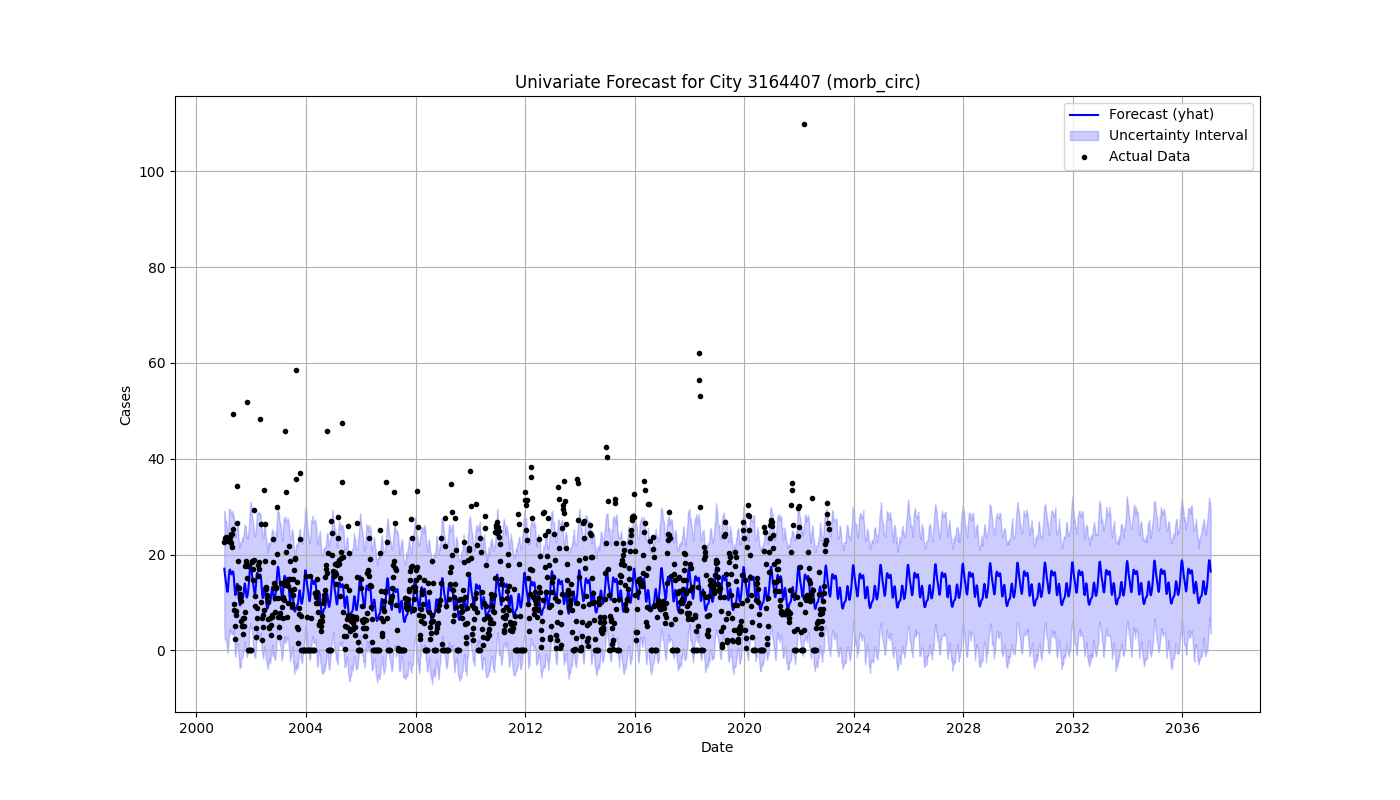 Univariate Forecast for City 3164407 (morb_circ)
Forecast (yhat)
Uncertainty Interval
Actual Data
Cases
100
80
60
40
20
0
2000 2004 2008 2012 2016 2020 2024 2028 2032 2036
Date